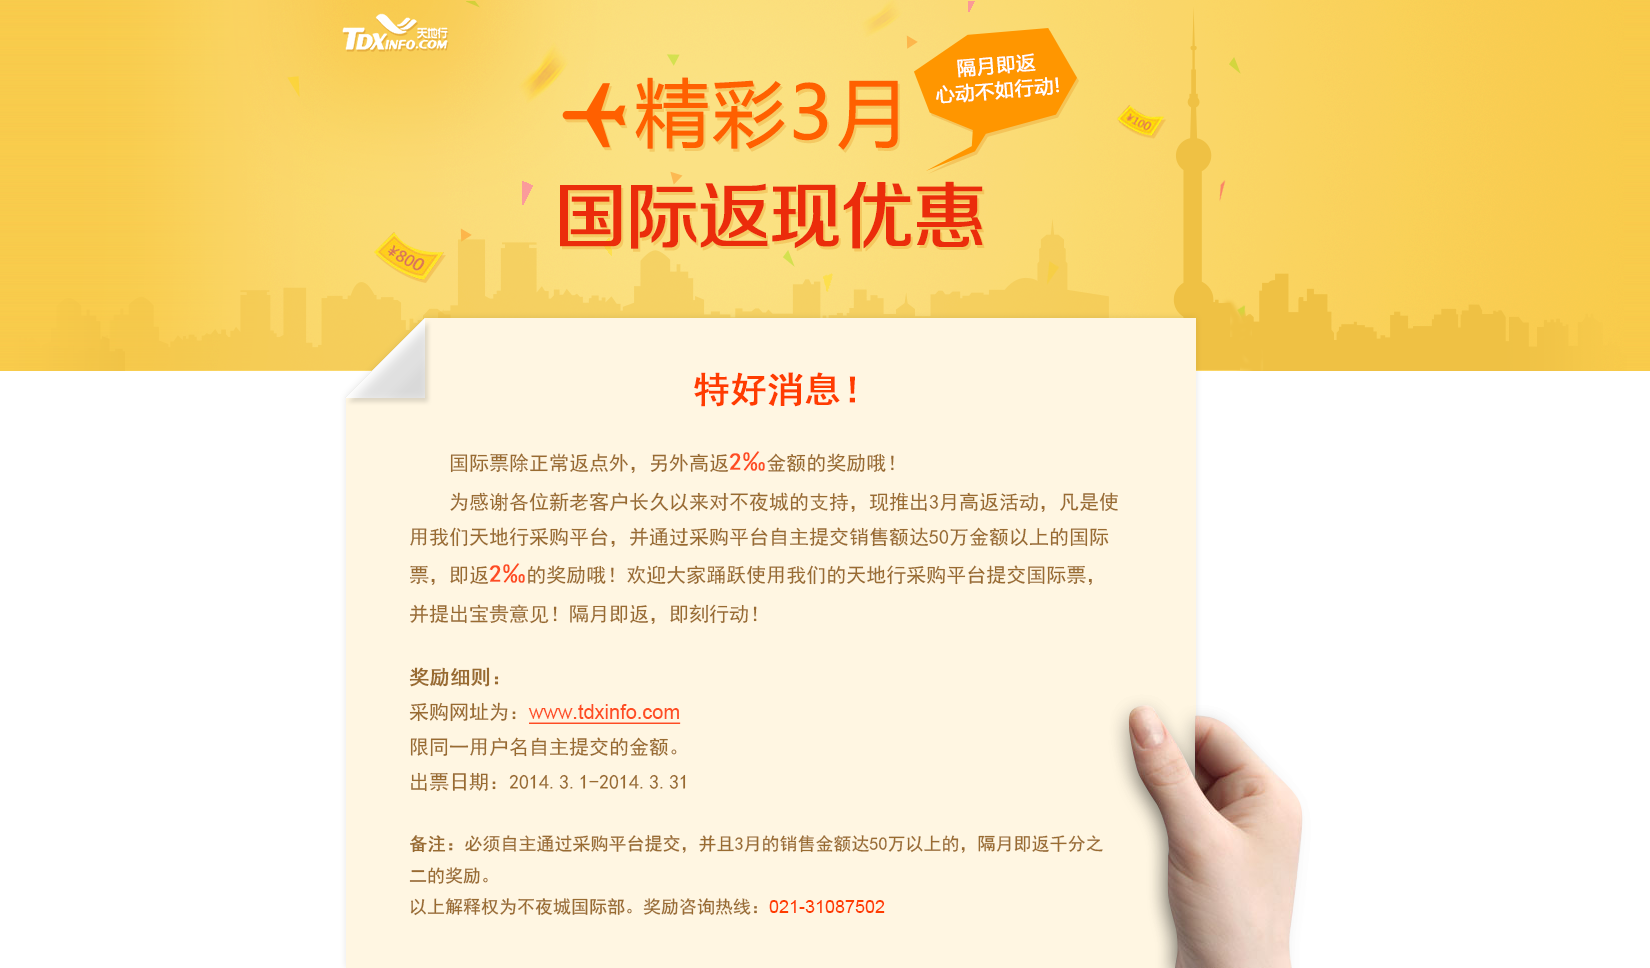 TDXINFO.COM 天地行
隔月即返
心动不如行动!
精彩3月
¥100
国际返现优惠
¥800
特好消息！
国际票除正常返点外，另外高返2‰金额的奖励哦！
为感谢各位新老客户长久以来对不夜城的支持，现推出3月高返活动，凡是使
用我们天地行采购平台，并通过采购平台自主提交销售额达50万金额以上的国际
票，即返2‰的奖励哦！欢迎大家踊跃使用我们的天地行采购平台提交国际票，
并提出宝贵意见！隔月即返，即刻行动！
奖励细则：
采购网址为：www.tdxinfo.com
限同一用户名自主提交的金额。
出票日期：2014.3.1-2014.3.31
备注：必须自主通过采购平台提交，并且3月的销售金额达50万以上的，隔月即返千分之
二的奖励。
以上解释权为不夜城国际部。奖励咨询热线：021-31087502